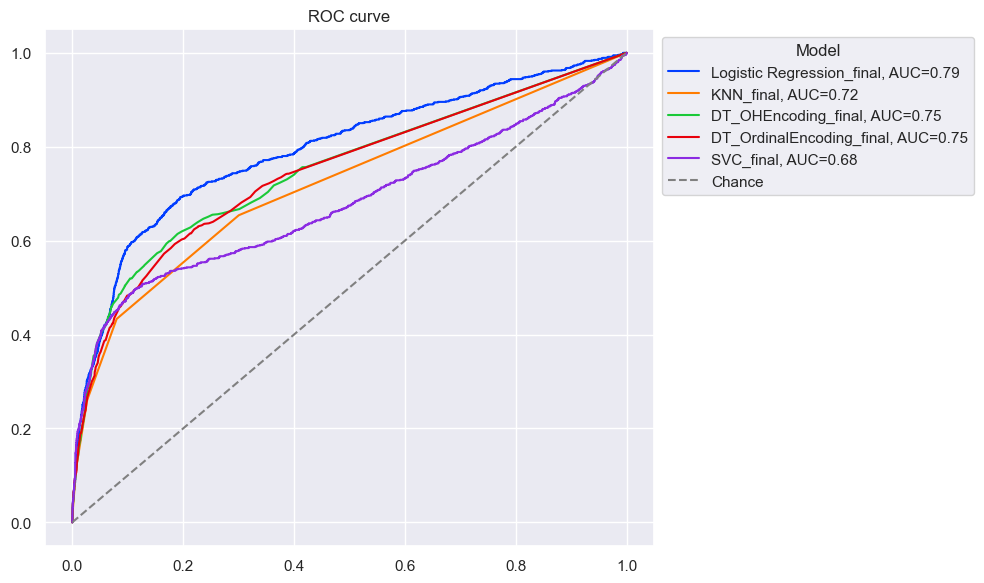 ROC curve
1.0
0.8
0.6
0.4
0.2
0.0
0.0 0.2 0.4 0.6 0.8 1.0
Model
Logistic Regression_final, AUC=0.79
KNN_final, AUC=0.72
DT_OHEncoding_final, AUC=0.75
DT_OrdinalEncoding_final, AUC=0.75
SVC_final, AUC=0.68
Chance